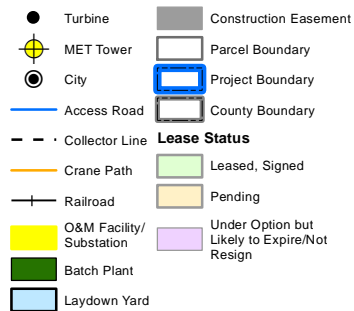 Turbine
MET Tower
City
Access Road
Collector Line
Crane Path
Railroad
O&M Facility/
Substation
Batch Plant
Laydown Yard
Construction Easement
Parcel Boundary
Project Boundary
County Boundary
Lease Status
Leased, Signed
Pending
Under Option but
Likely to Expire/Not
Resign